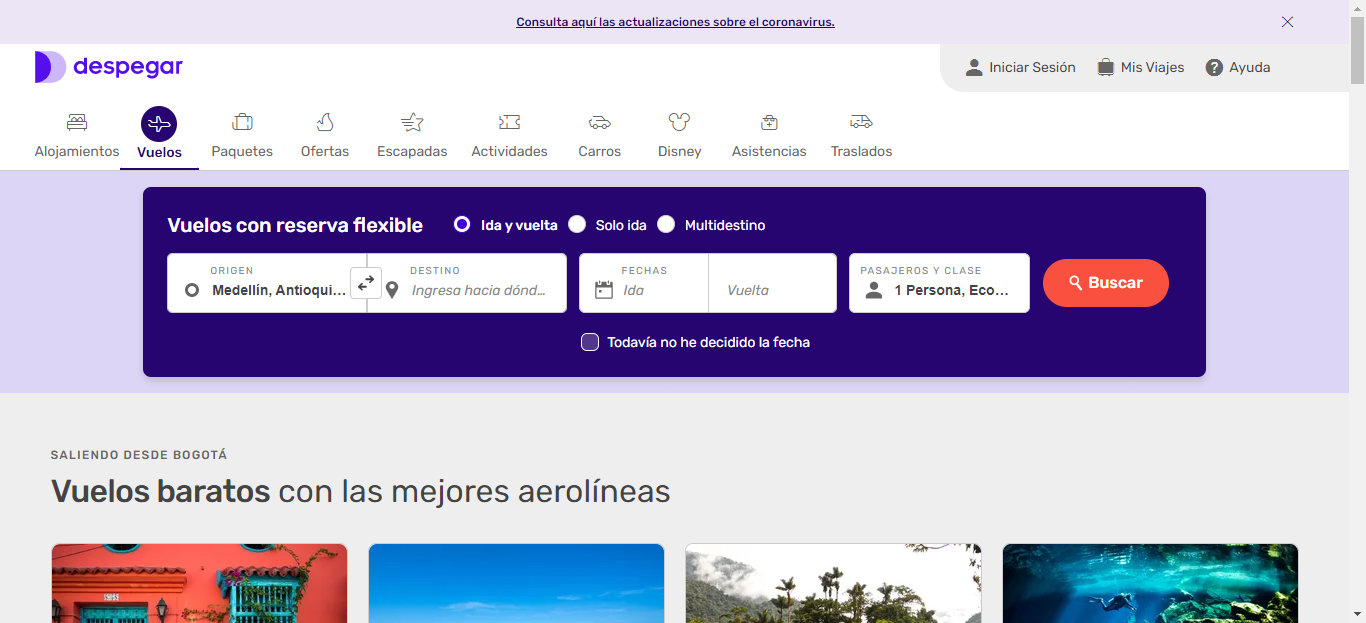 Consulta aquí las actualizaciones sobre el coronavirus.
despegar
Iniciar Sesión
Mis Viajes
Ayuda
Alojamientos
Vuelos
Paquetes
Ofertas
Escapadas
Actividades
Carros
Disney
Asistencias
Traslados
Vuelos con reserva flexible
Ida y vuelta
Solo ida
Multidestino
ORIGEN
Medellín, Antioqui...
DESTINO
Ingresa hacia dónd...
FECHAS
Ida
Vuelta
PASAJEROS Y CLASE
1 Persona, Eco...
Buscar
Todavía no he decidido la fecha
SALIENDO DESDE BOGOTÁ
Vuelos baratos con las mejores aerolíneas